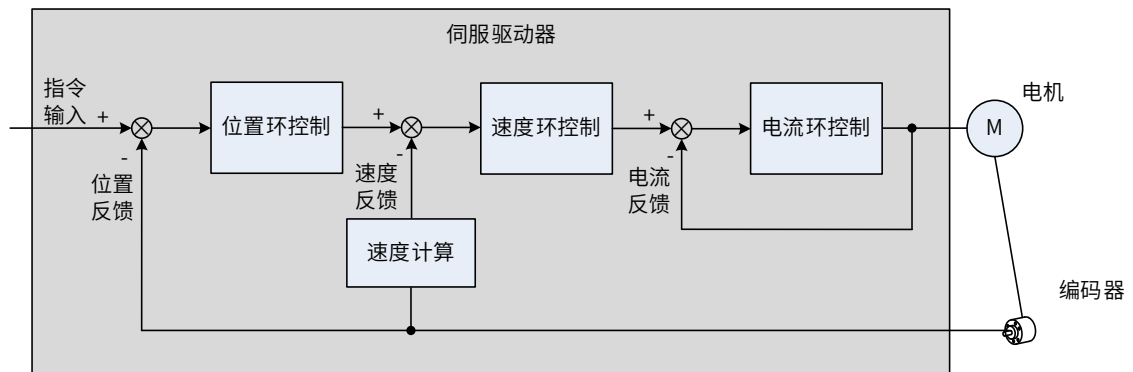 伺服驱动器
指令
输入
+
位置环控制
+
速度环控制
+
电流环控制
电机
M
-
位置
反馈
-
速度
反馈
-
电流
反馈
速度计算
编码器